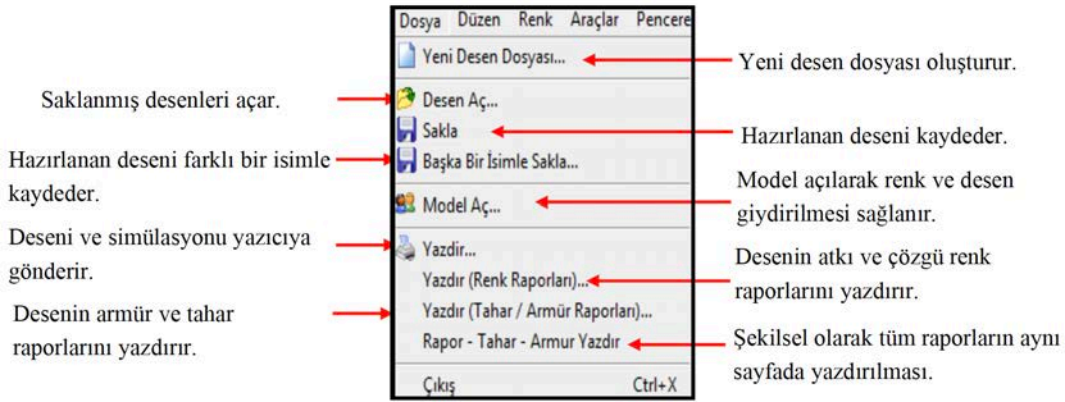 Dosya Düzen Renk Araçlar Pencere
Yeni Desen Dosyası...
Yeni desen dosyası oluşturur.
Saklanmış desenleri açar.
Desen Aç...
Sakla
Hazırlanan deseni kaydeder.
Hazırlanan deseni farklı bir isimle
kaydeder.
Başka Bir İsimle Sakla...
Model Aç...
Model açılarak renk ve desen
giydirilmesi sağlanır.
Deseni ve simülasyonu yazıcıya
gönderir.
Yazdir...
Yazdır (Renk Raporları)...
Desenin atkı ve çözgü renk
raporlarını yazdırır.
Desenin armür ve tahar
raporlarını yazdırır.
Yazdır (Tahar / Armür Raporları)...
Rapor - Tahar - Armur Yazdır
Şekilsel olarak tüm raporların aynı
sayfada yazdırılması.
Çıkış Ctrl+X